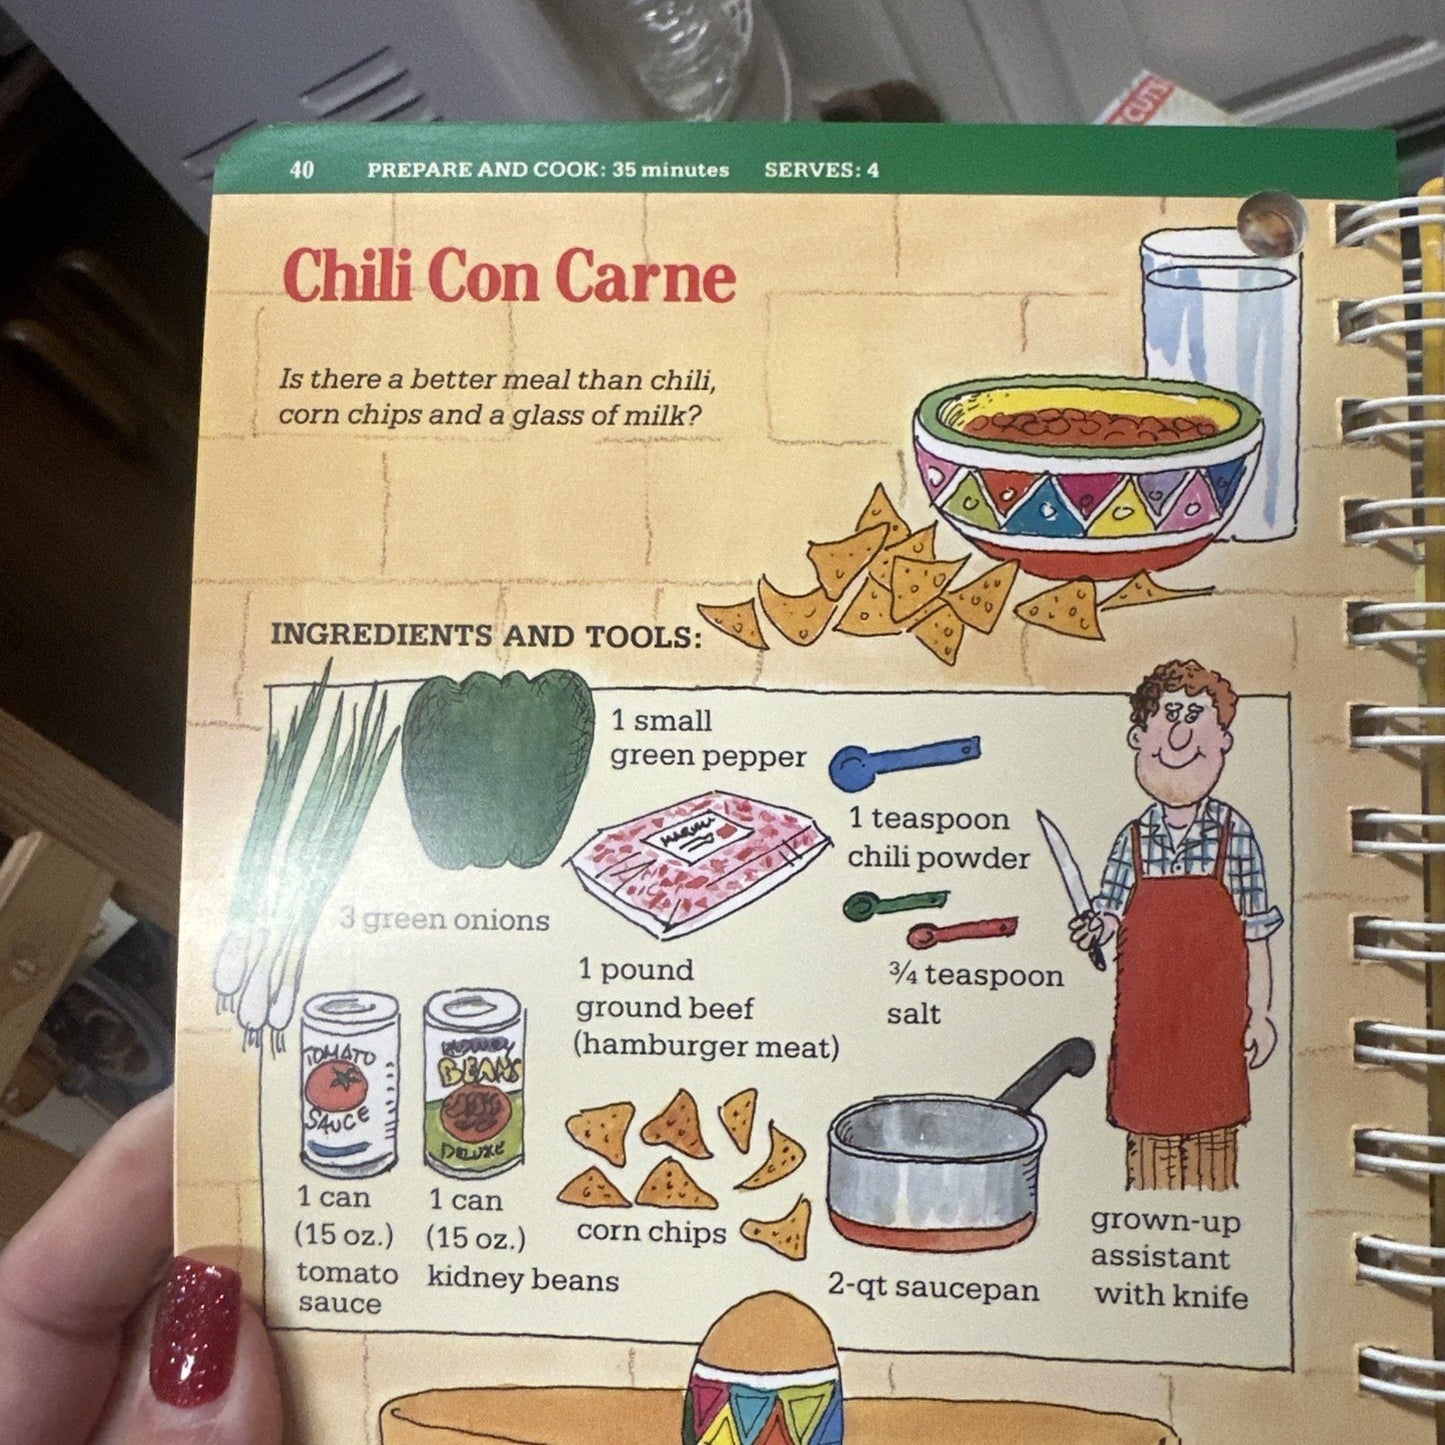 CUTS
40 PREPARE AND COOK: 35 minutes SERVES: 4
Chili Con Carne
Is there a better meal than chili,
corn chips and a glass of milk?
INGREDIENTS AND TOOLS:
1 small
green pepper
1 teaspoon
chili powder
3 green onions
1 pound
ground beef
(hamburger meat)
3/4 teaspoon
salt
TOMATO
SAUCE
BEANS
DELUXE
1 can
(15 oz.)
tomato
sauce
1 can
(15 oz.)
kidney beans
corn chips
2-qt saucepan
grown-up
assistant
with knife